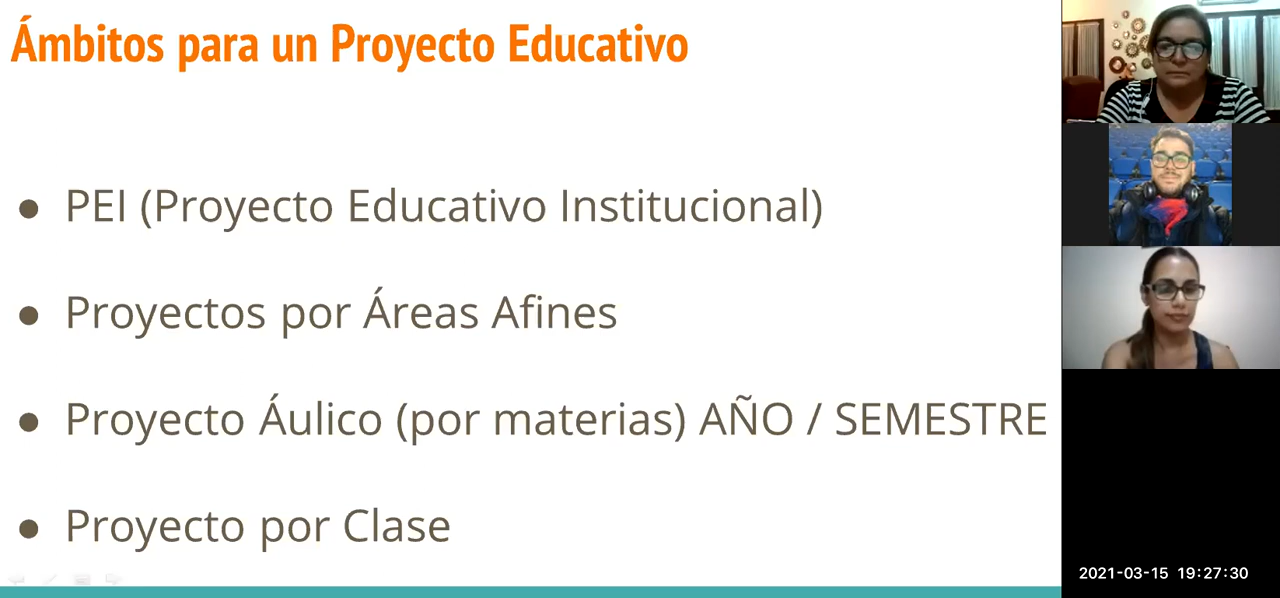 Ámbitos para un Proyecto Educativo
● PEI (Proyecto Educativo Institucional)
● Proyectos por Áreas Afines
● Proyecto Áulico (por materias) AÑO / SEMESTRE
● Proyecto por Clase
2021-03-15 19:27:30